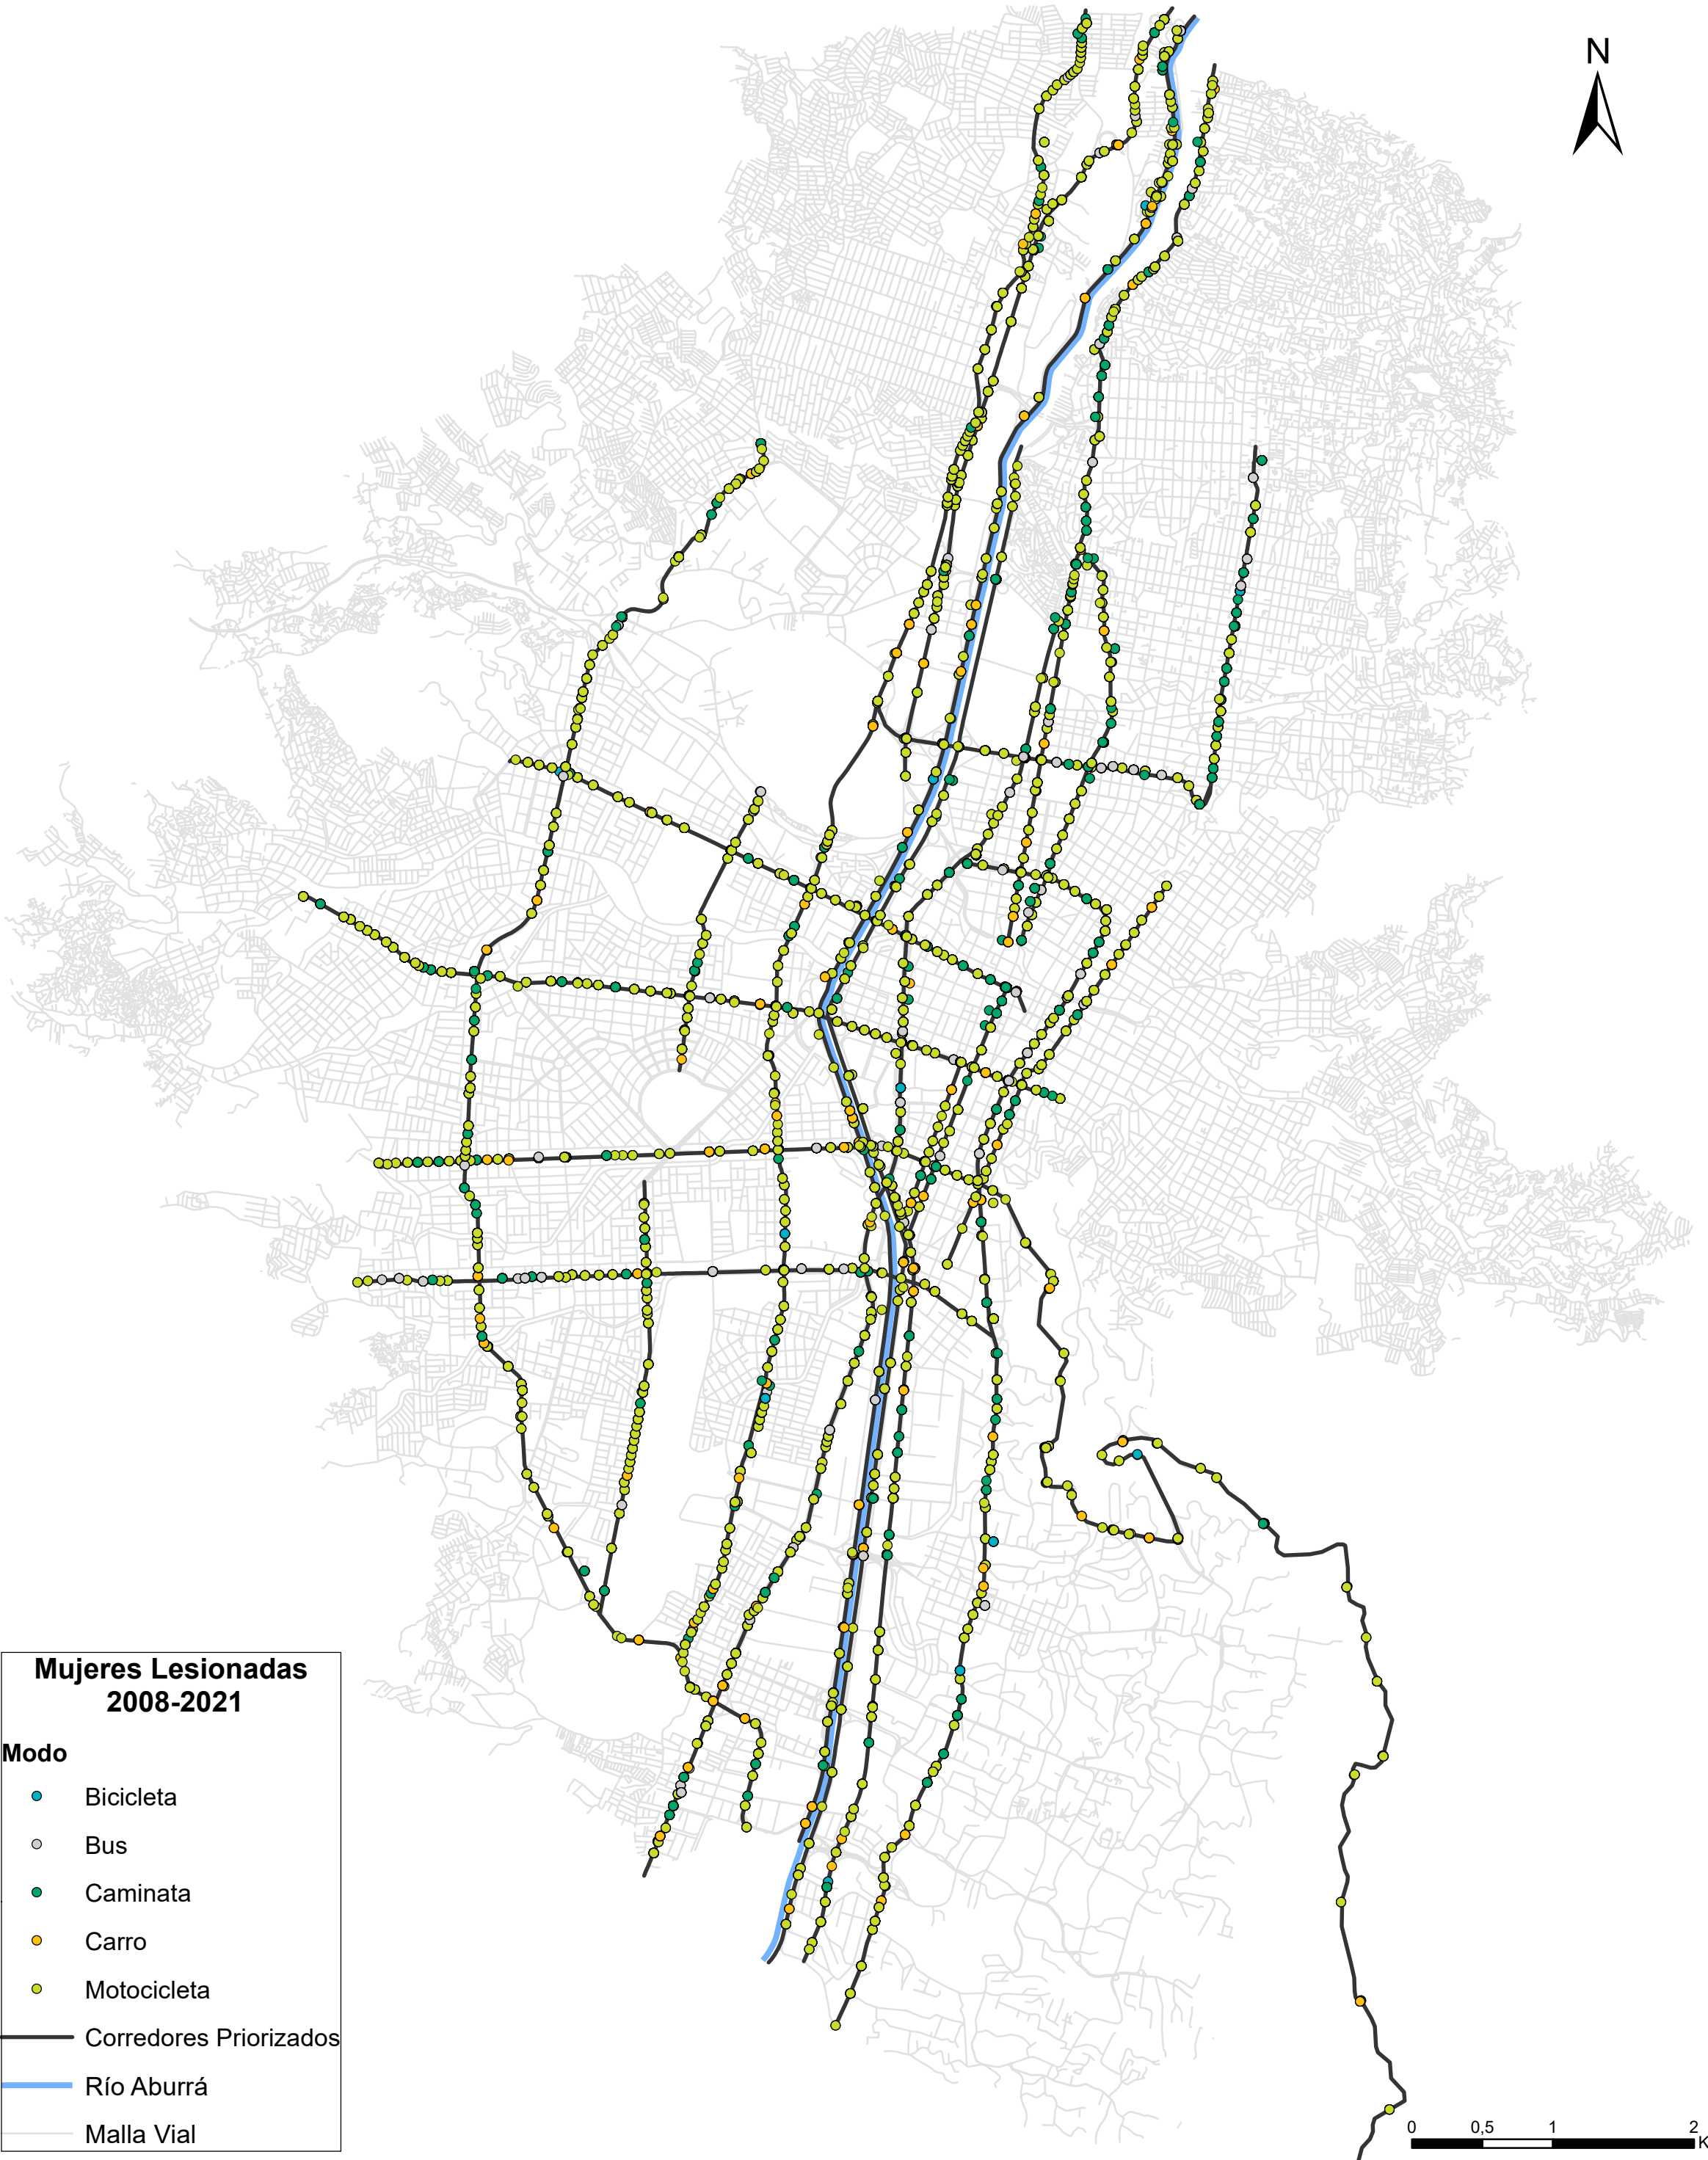 N
Mujeres Lesionadas
2008-2021
Modo
Bicicleta
Bus
Caminata
Carro
Motocicleta
Corredores Priorizados
Río Aburrá
Malla Vial
0 0,5 1 2
K